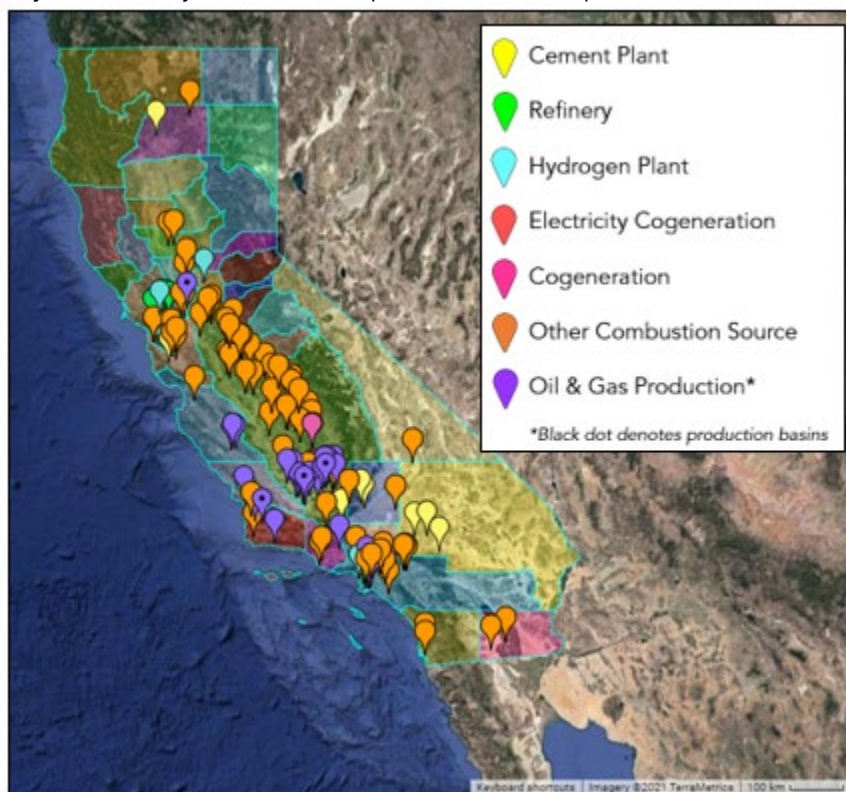 Cement Plant
Refinery
Hydrogen Plant
Electricity Cogeneration
Cogeneration
Other Combustion Source
Oil & Gas Production*
*Black dot denotes production basins
Keyboard shortcuts | Imagery ©2021 TerraMetrics | 100 km